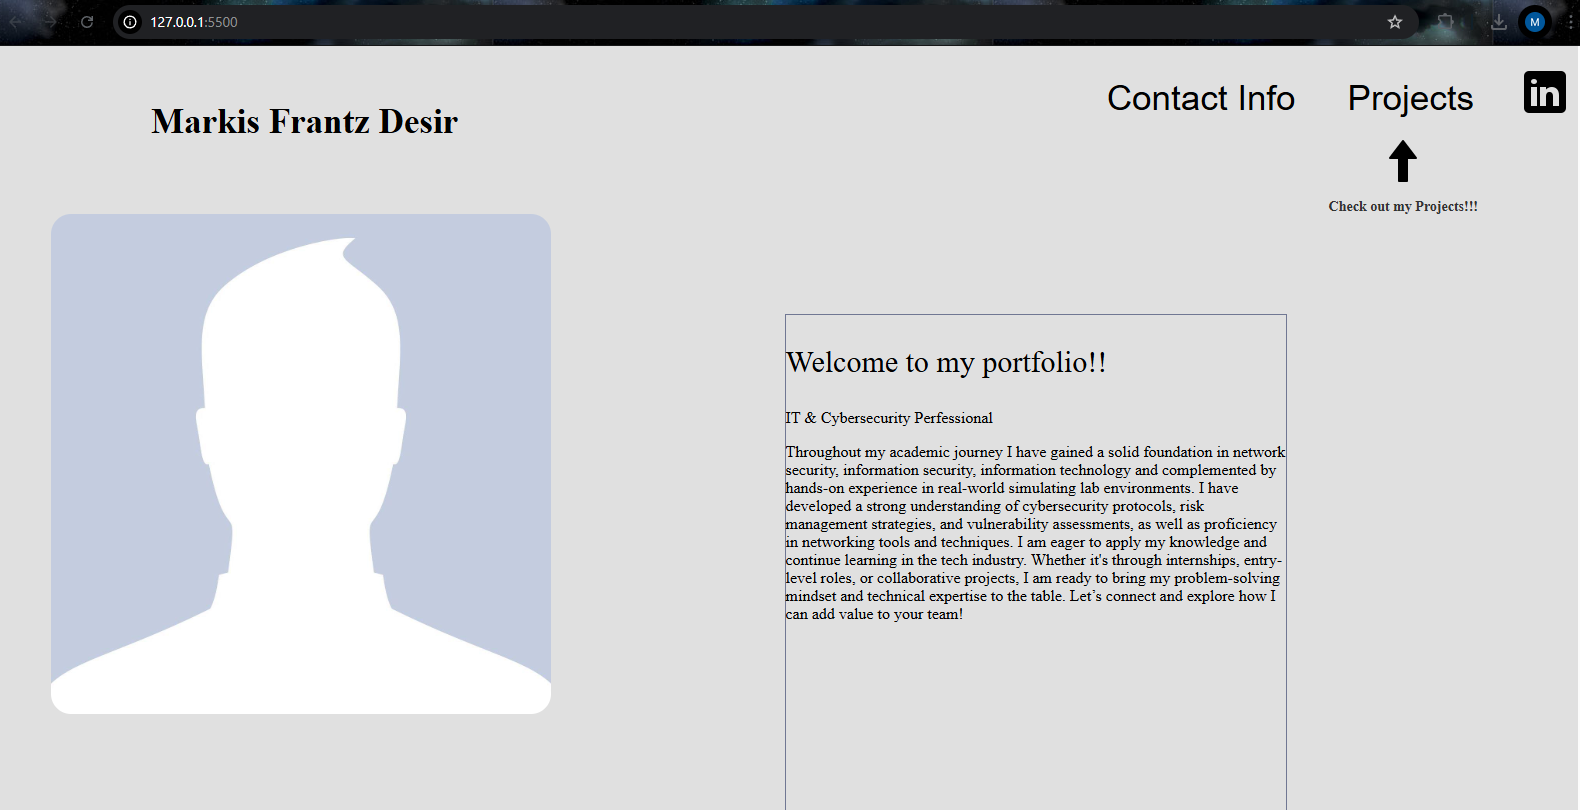 127.0.0.1:5500
M
Markis Frantz Desir
Contact Info
Projects
in
Check out my Projects!!!
Welcome to my portfolio!!
IT & Cybersecurity Perfessional
Throughout my academic journey I have gained a solid foundation in network
security, information security, information technology and complemented by
hands-on experience in real-world simulating lab environments. I have
developed a strong understanding of cybersecurity protocols, risk
management strategies, and vulnerability assessments, as well as proficiency
in networking tools and techniques. I am eager to apply my knowledge and
continue learning in the tech industry. Whether it's through internships, entry-
level roles, or collaborative projects, I am ready to bring my problem-solving
mindset and technical expertise to the table. Let’s connect and explore how I
can add value to your team!